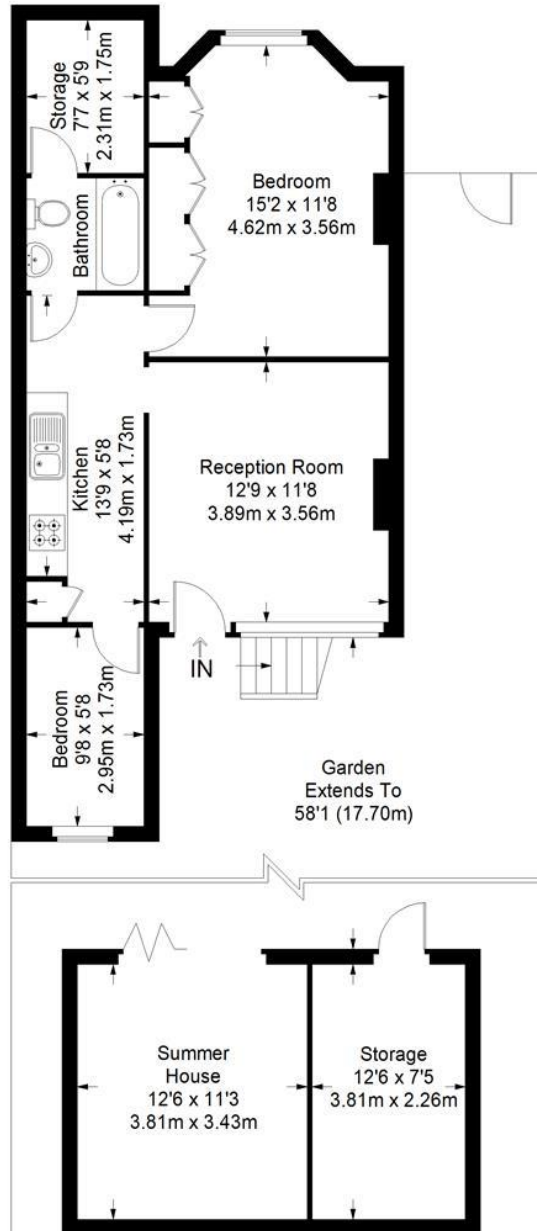 Storage
7'7 x 5'9
2.31m x 1.75m
Bathroom
Bedroom
15'2 x 11'8
4.62m x 3.56m
Kitchen
13'9 x 5'8
4.19m x 1.73m
Reception Room
12'9 x 11'8
3.89m x 3.56m
IN
Bedroom
9'8 x 5'8
2.95m x 1.73m
Garden
Extends To
58'1 (17.70m)
Summer
House
12'6 x 11'3
3.81m x 3.43m
Storage
12'6 x 7'5
3.81m x 2.26m